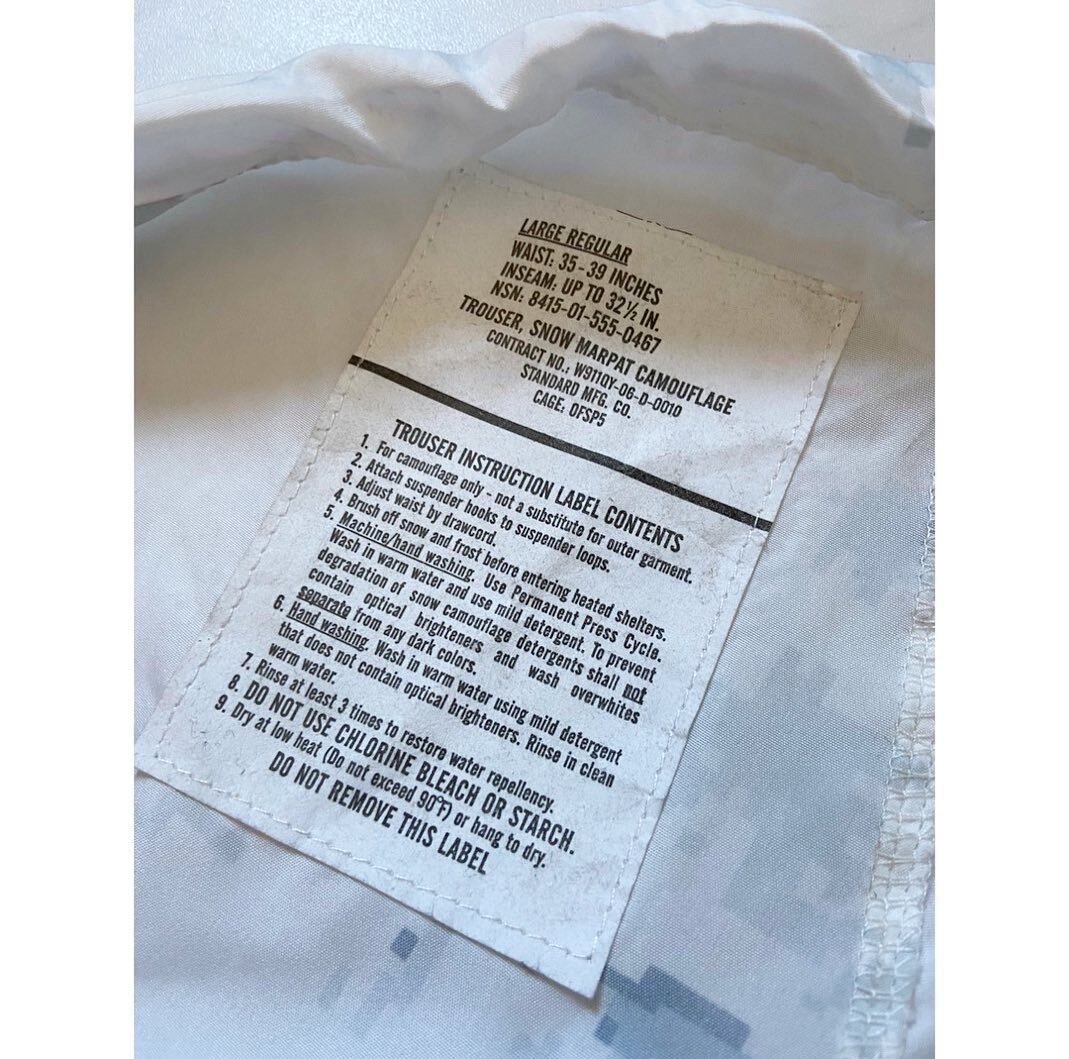 LARGE REGULAR
WAIST: 35-39 INCHES
INSEAM: UP TO 32½ IN.
NSN: 8415-01-555-0467
TROUSER, SNOW MARPAT CAMOUFLAGE
CONTRACT NO.: W911QY-06-D-0010
STANDARD MFG. CO.
CAGE: 0FSP5
TROUSER INSTRUCTION LABEL CONTENTS
1. For camouflage only - not a substitute for outer garment.
2. Attach suspender hooks to suspender loops.
3. Adjust waist by drawcord.
4. Brush off snow and frost before entering heated shelters.
5. Machine/hand washing. Use Permanent Press Cycle.
Wash in warm water and use mild detergent. To prevent
degradation of snow camouflage detergents shall not
contain optical brighteners and wash overwhites
separate from any dark colors.
6. Hand washing. Wash in warm water using mild detergent
that does not contain optical brighteners. Rinse in clean
warm water.
7. Rinse at least 3 times to restore water repellency.
8. DO NOT USE CHLORINE BLEACH OR STARCH.
9. Dry at low heat (Do not exceed 90°F) or hang to dry.
DO NOT REMOVE THIS LABEL